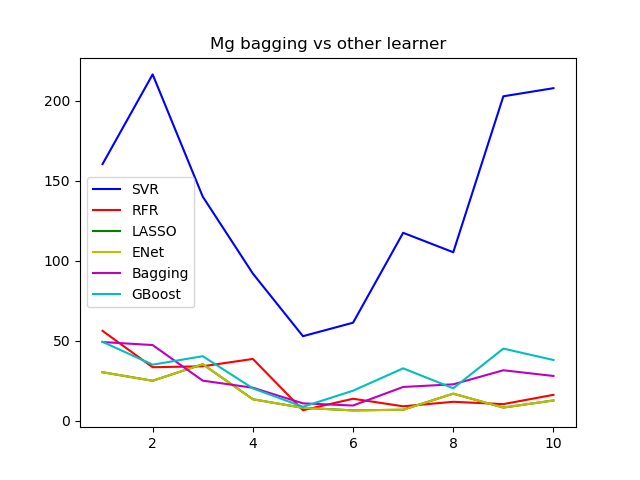 Mg bagging vs other learner
200
150
100
50
0
SVR
RFR
LASSO
ENet
Bagging
GBoost
2 4 6 8 10